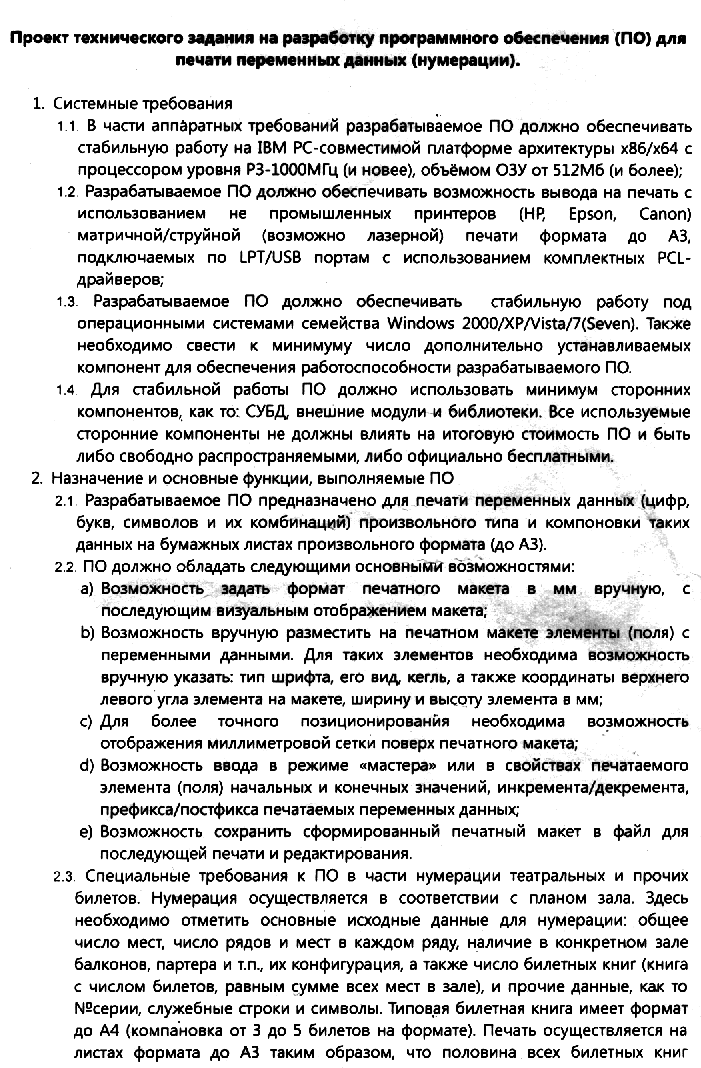 Проект технического задания на разработку программного обеспечения (ПО) для
печати переменных данных (нумерации).
1. Системные требования
1.1. В части аппаратных требований разрабатываемое ПО должно обеспечивать
стабильную работу на IBM PC-совместимой платформе архитектуры x86/x64 с
процессором уровня P3-1000МГц (и новее), объёмом ОЗУ от 512Мб (и более);
1.2. Разрабатываемое ПО должно обеспечивать возможность вывода на печать с
использованием не промышленных принтеров (HP, Epson, Canon)
матричной/струйной (возможно лазерной) печати формата до А3,
подключаемых по LPT/USB портам с использованием комплектных PCL-
драйверов;
1.3. Разрабатываемое ПО должно обеспечивать стабильную работу под
операционными системами семейства Windows 2000/XP/Vista/7(Seven). Также
необходимо свести к минимуму число дополнительно устанавливаемых
компонент для обеспечения работоспособности разрабатываемого ПО.
1.4. Для стабильной работы ПО должно использовать минимум сторонних
компонентов, как то: СУБД, внешние модули и библиотеки. Все используемые
сторонние компоненты не должны влиять на итоговую стоимость ПО и быть
либо свободно распространяемыми, либо официально бесплатными.
2. Назначение и основные функции, выполняемые ПО
2.1. Разрабатываемое ПО предназначено для печати переменных данных (цифр,
букв, символов и их комбинаций) произвольного типа и компоновки таких
данных на бумажных листах произвольного формата (до А3).
2.2. ПО должно обладать следующими основными возможностями:
a) Возможность задать формат печатного макета в мм вручную, с
последующим визуальным отображением макета;
b) Возможность вручную разместить на печатном макете элементы (поля) с
переменными данными. Для таких элементов необходима возможность
вручную указать: тип шрифта, его вид, кегль, а также координаты верхнего
левого угла элемента на макете, ширину и высоту элемента в мм;
c) Для более точного позиционирования необходима возможность
отображения миллиметровой сетки поверх печатного макета;
d) Возможность ввода в режиме «мастера» или в свойствах печатаемого
элемента (поля) начальных и конечных значений, инкремента/декремента,
префикса/постфикса печатаемых переменных данных;
e) Возможность сохранить сформированный печатный макет в файл для
последующей печати и редактирования.
2.3. Специальные требования к ПО в части нумерации театральных и прочих
билетов. Нумерация осуществляется в соответствии с планом зала. Здесь
необходимо отметить основные исходные данные для нумерации: общее
число мест, число рядов и мест в каждом ряду, наличие в конкретном зале
балконов, партера и т.п., их конфигурация, а также число билетных книг (книга
с числом билетов, равным сумме всех мест в зале), и прочие данные, как то
№серии, служебные строки и символы. Типовая билетная книга имеет формат
до А4 (компановка от 3 до 5 билетов на формате). Печать осуществляется на
листах формата до А3 таким образом, что половина всех билетных книг